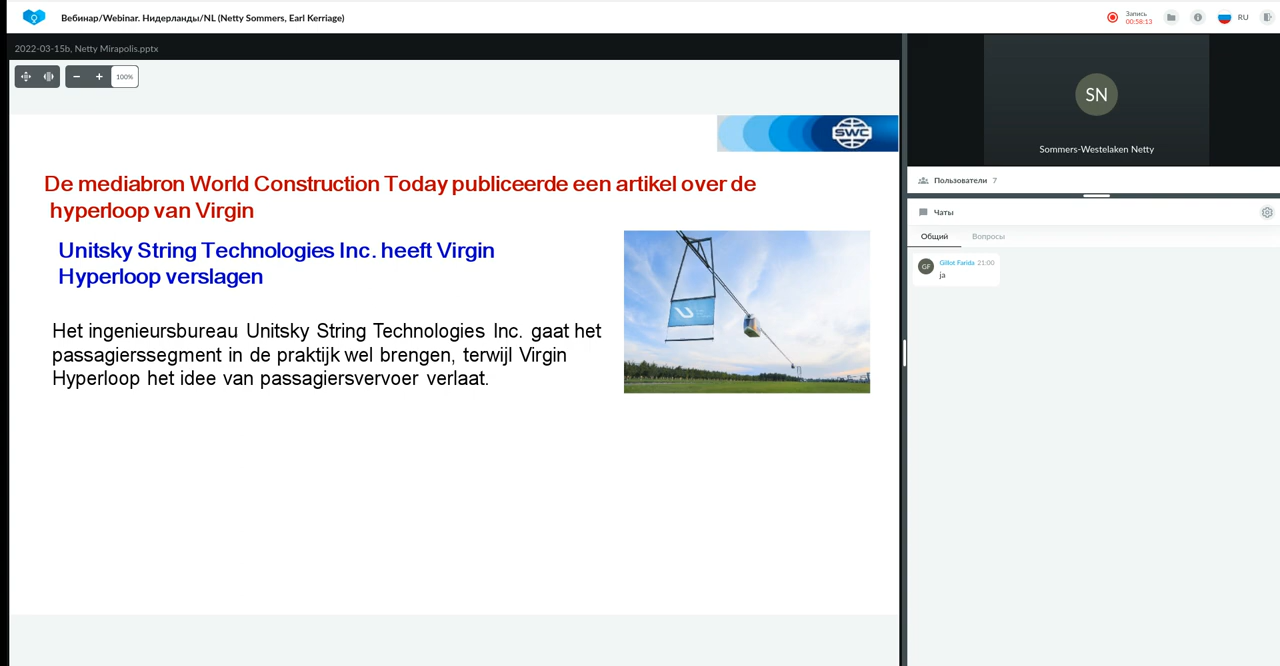 Вебинар/Webinar. Нидерланды/NL (Netty Sommers, Earl Kerriage)
Запись
00:58:13
RU
2022-03-15b, Netty Mirapolis.pptx
100%
SWC
De mediabron World Construction Today publiceerde een artikel over de
hyperloop van Virgin
Unitsky String Technologies Inc. heeft Virgin
Hyperloop verslagen
Het ingenieursbureau Unitsky String Technologies Inc. gaat het
passagierssegment in de praktijk wel brengen, terwijl Virgin
Hyperloop het idee van passagiersvervoer verlaat.
SN
Sommers-Westelaken Netty
Пользователи 7
Чаты
Общий Вопросы
GF
Gillot Farida 21:00
ja